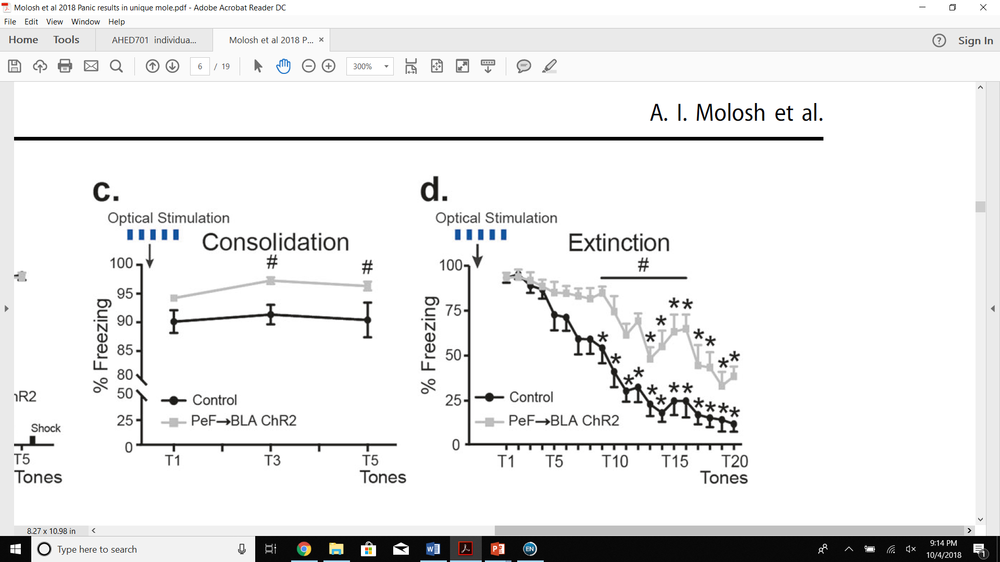 Molosh et al 2018 Panic results in unique mole.pdf - Adobe Acrobat Reader DC
File Edit View Window Help
Home Tools AHED701 individua... Molosh et al 2018 P... × ? Sign In
6 / 19 300%
A. I. Molosh et al.
c.
Optical Stimulation
Consolidation
# #
100
95
90
85
80
50
25
0
% Freezing
Control
PeF→BLA ChR2
T1 T3 T5
Tones
d.
Optical Stimulation
Extinction
#
100
75
50
25
0
% Freezing
* * * * * * * *
* * * * * * * * * * * *
Control
PeF→BLA ChR2
T1 T5 T10 T15 T20
Tones
hR2
Shock
T5
Tones
8.27 x 10.98 in
Type here to search
EN
9:14 PM
10/4/2018
1